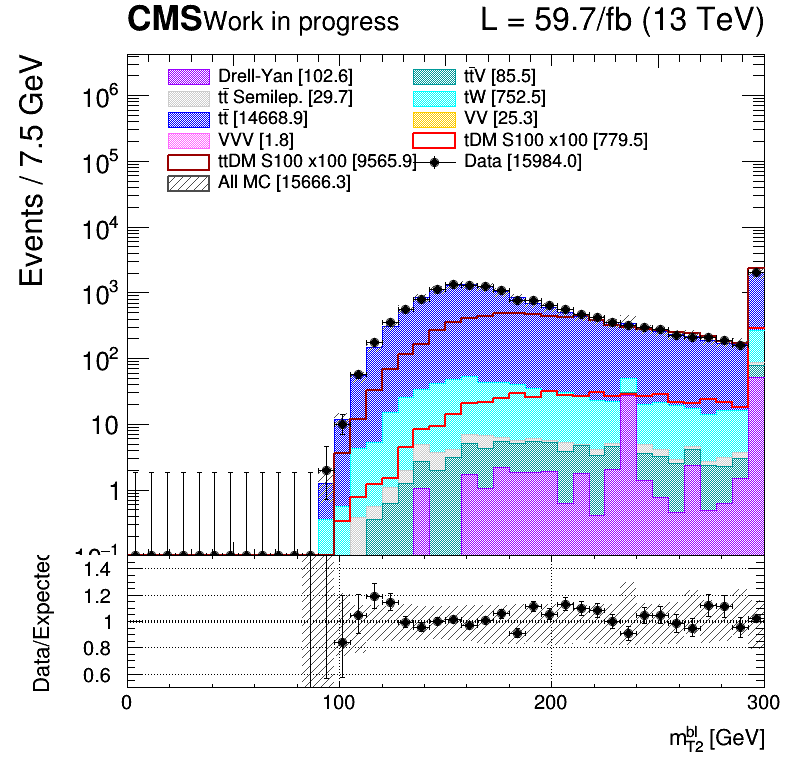 CMS Work in progress L = 59.7/fb (13 TeV)
Events / 7.5 GeV
Drell-Yan [102.6] tt̄V [85.5]
tt̄ Semilep. [29.7] tW [752.5]
tt̄ [14668.9] VV [25.3]
VVV [1.8] tDM S100 x100 [779.5]
ttDM S100 x100 [9565.9] Data [15984.0]
All MC [15666.3]
10⁶
10⁵
10⁴
10³
10²
10
1
10⁻¹
Data/Expected
1.4
1.2
1
0.8
0.6
0 100 200 300
m_T2^bl [GeV]